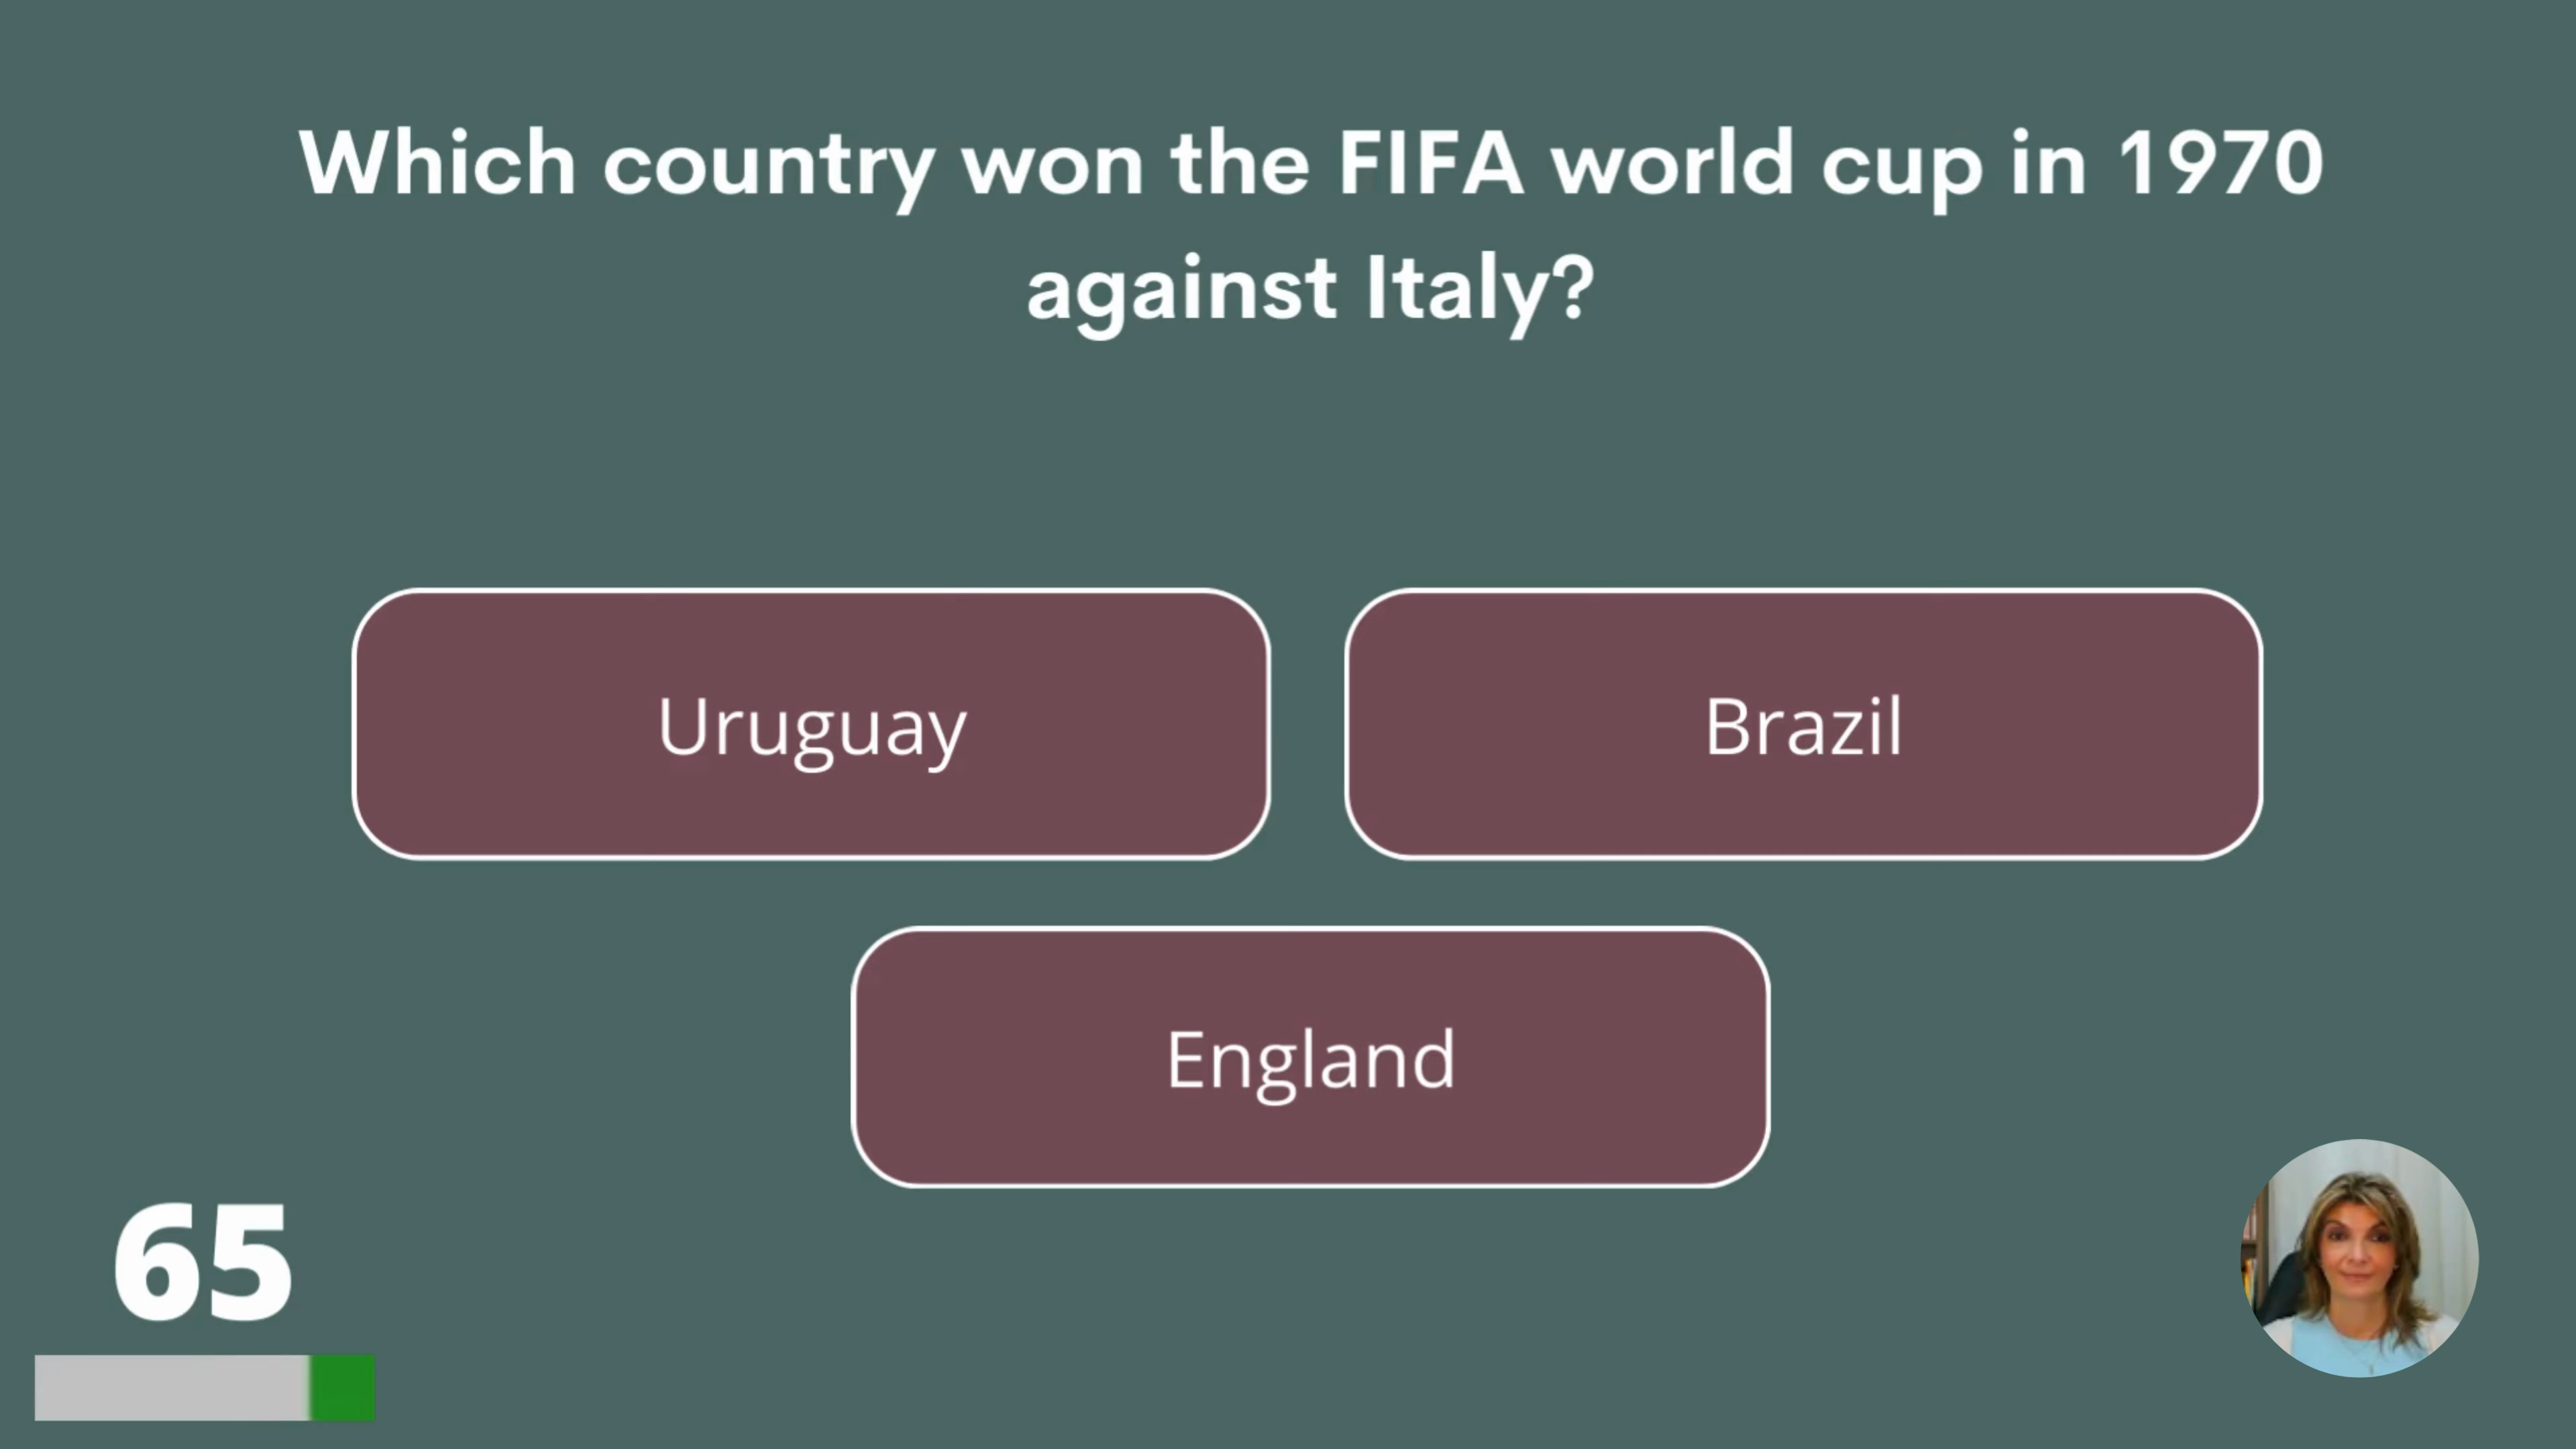 Which country won the FIFA world cup in 1970
against Italy?
Uruguay
Brazil
England
65